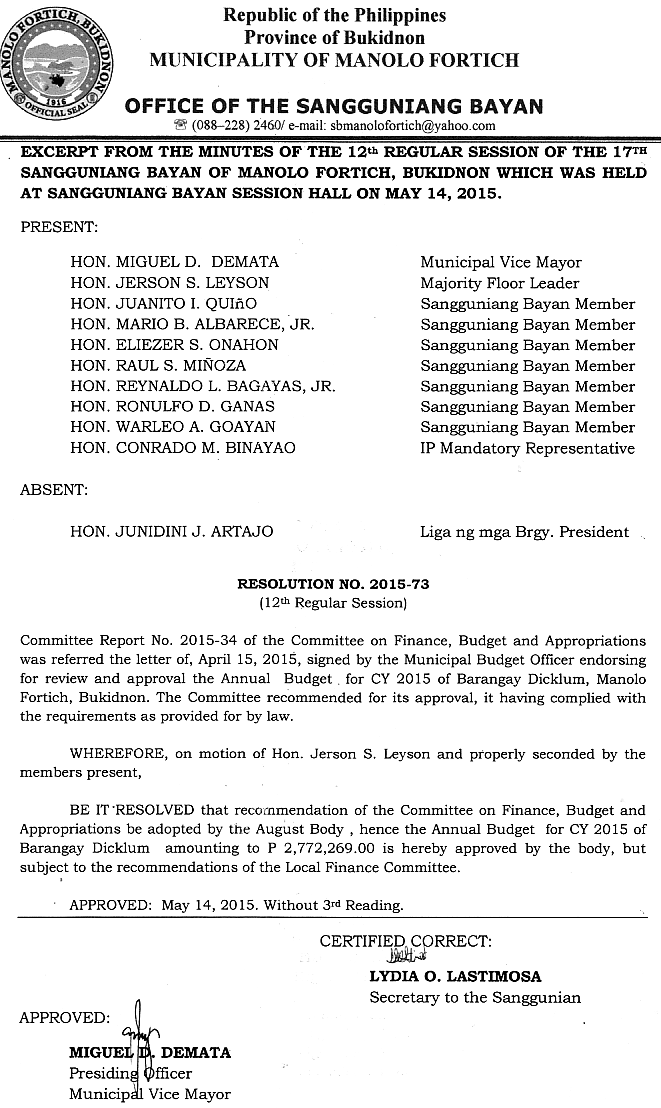 MANOLO FORTICH, BUKIDNON
1916
OFFICIAL SEAL
Republic of the Philippines
Province of Bukidnon
MUNICIPALITY OF MANOLO FORTICH
OFFICE OF THE SANGGUNIANG BAYAN
☏ (088–228) 2460/ e-mail: sbmanolofortich@yahoo.com
EXCERPT FROM THE MINUTES OF THE 12th REGULAR SESSION OF THE 17TH
SANGGUNIANG BAYAN OF MANOLO FORTICH, BUKIDNON WHICH WAS HELD
AT SANGGUNIANG BAYAN SESSION HALL ON MAY 14, 2015.
PRESENT:
HON. MIGUEL D. DEMATA Municipal Vice Mayor
HON. JERSON S. LEYSON Majority Floor Leader
HON. JUANITO I. QUIñO Sangguniang Bayan Member
HON. MARIO B. ALBARECE, JR. Sangguniang Bayan Member
HON. ELIEZER S. ONAHON Sangguniang Bayan Member
HON. RAUL S. MIÑOZA Sangguniang Bayan Member
HON. REYNALDO L. BAGAYAS, JR. Sangguniang Bayan Member
HON. RONULFO D. GANAS Sangguniang Bayan Member
HON. WARLEO A. GOAYAN Sangguniang Bayan Member
HON. CONRADO M. BINAYAO IP Mandatory Representative
ABSENT:
HON. JUNIDINI J. ARTAJO Liga ng mga Brgy. President
RESOLUTION NO. 2015-73
(12th Regular Session)
Committee Report No. 2015-34 of the Committee on Finance, Budget and Appropriations
was referred the letter of, April 15, 2015, signed by the Municipal Budget Officer endorsing
for review and approval the Annual Budget for CY 2015 of Barangay Dicklum, Manolo
Fortich, Bukidnon. The Committee recommended for its approval, it having complied with
the requirements as provided for by law.
WHEREFORE, on motion of Hon. Jerson S. Leyson and properly seconded by the
members present,
BE IT RESOLVED that recommendation of the Committee on Finance, Budget and
Appropriations be adopted by the August Body , hence the Annual Budget for CY 2015 of
Barangay Dicklum amounting to P 2,772,269.00 is hereby approved by the body, but
subject to the recommendations of the Local Finance Committee.
APPROVED: May 14, 2015. Without 3rd Reading.
CERTIFIED CORRECT:
LYDIA O. LASTIMOSA
Secretary to the Sanggunian
APPROVED:
MIGUEL D. DEMATA
Presiding Officer
Municipal Vice Mayor